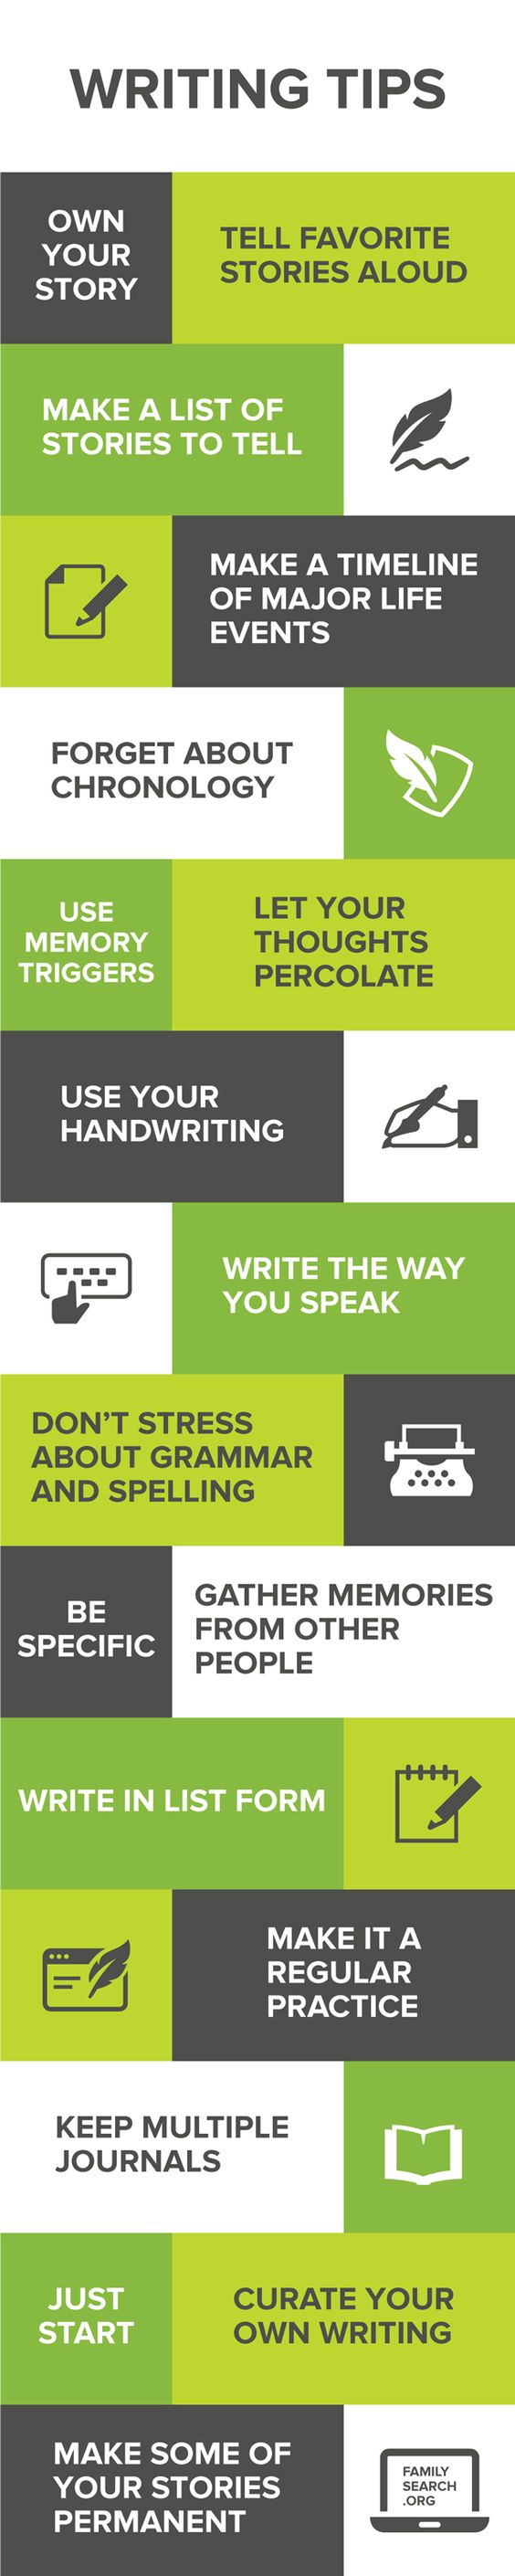 WRITING TIPS
OWN
YOUR
STORY
TELL FAVORITE
STORIES ALOUD
MAKE A LIST OF
STORIES TO TELL
MAKE A TIMELINE
OF MAJOR LIFE
EVENTS
FORGET ABOUT
CHRONOLOGY
USE
MEMORY
TRIGGERS
LET YOUR
THOUGHTS
PERCOLATE
USE YOUR
HANDWRITING
WRITE THE WAY
YOU SPEAK
DON'T STRESS
ABOUT GRAMMAR
AND SPELLING
BE
SPECIFIC
GATHER MEMORIES
FROM OTHER
PEOPLE
WRITE IN LIST FORM
MAKE IT A
REGULAR
PRACTICE
KEEP MULTIPLE
JOURNALS
JUST
START
CURATE YOUR
OWN WRITING
MAKE SOME OF
YOUR STORIES
PERMANENT
FAMILY
SEARCH
.ORG